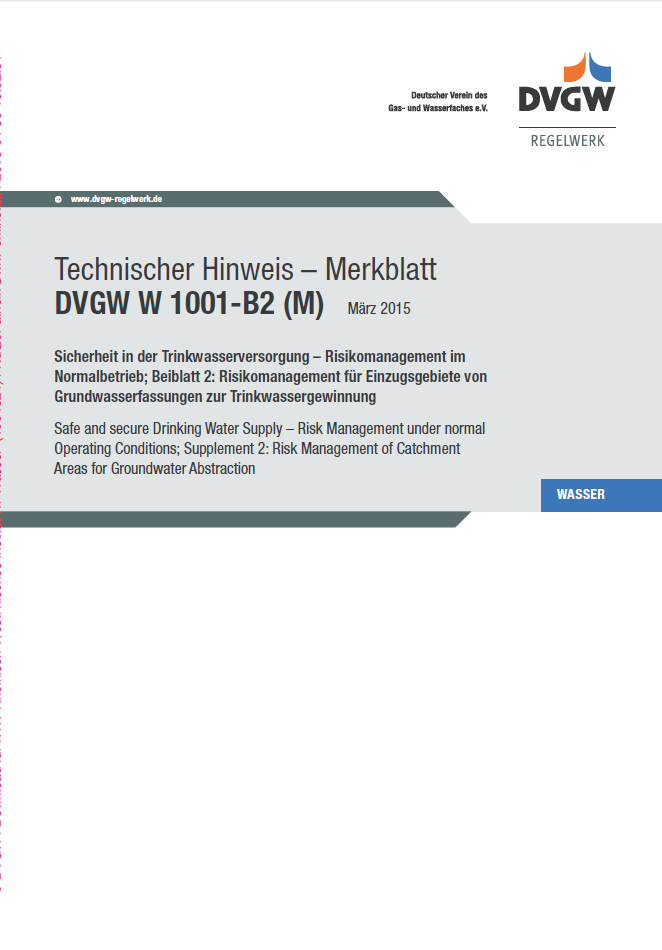 Deutscher Verein des
Gas- und Wasserfaches e.V.
DVGW
REGELWERK
www.dvgw-regelwerk.de
Technischer Hinweis – Merkblatt
DVGW W 1001-B2 (M) März 2015
Sicherheit in der Trinkwasserversorgung – Risikomanagement im
Normalbetrieb; Beiblatt 2: Risikomanagement für Einzugsgebiete von
Grundwasserfassungen zur Trinkwassergewinnung
Safe and secure Drinking Water Supply – Risk Management under normal
Operating Conditions; Supplement 2: Risk Management of Catchment
Areas for Groundwater Abstraction
WASSER